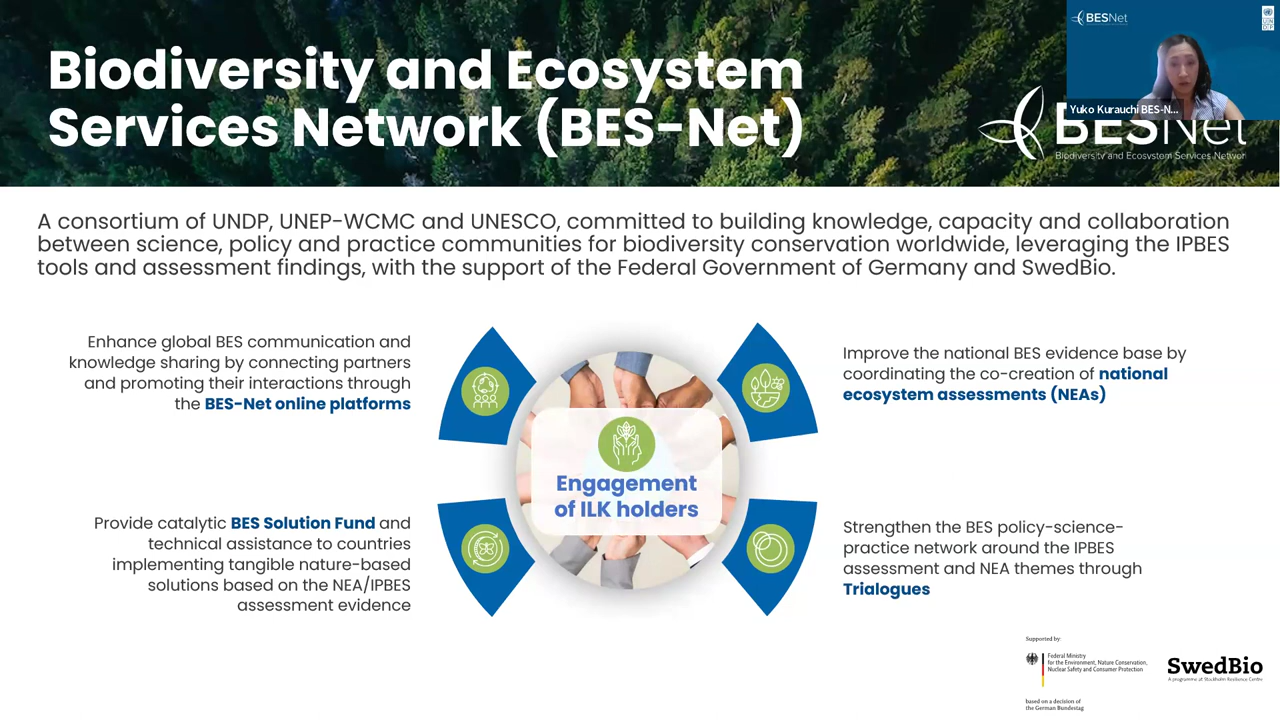 Biodiversity and Ecosystem
Services Network (BES-Net)
BESNet
UN
DP
Yuko Kurauchi BES-N...
BESNet
Biodiversity and Ecosystem Services Networ
A consortium of UNDP, UNEP-WCMC and UNESCO, committed to building knowledge, capacity and collaboration
between science, policy and practice communities for biodiversity conservation worldwide, leveraging the IPBES
tools and assessment findings, with the support of the Federal Government of Germany and SwedBio.
Enhance global BES communication and
knowledge sharing by connecting partners
and promoting their interactions through
the BES-Net online platforms
Improve the national BES evidence base by
coordinating the co-creation of national
ecosystem assessments (NEAs)
Engagement
of ILK holders
Provide catalytic BES Solution Fund and
technical assistance to countries
implementing tangible nature-based
solutions based on the NEA/IPBES
assessment evidence
Strengthen the BES policy-science-
practice network around the IPBES
assessment and NEA themes through
Trialogues
Supported by:
Federal Ministry
for the Environment, Nature Conservation,
Nuclear Safety and Consumer Protection
based on a decision of
the German Bundestag
SwedBio
A programme at Stockholm Resilience Centre